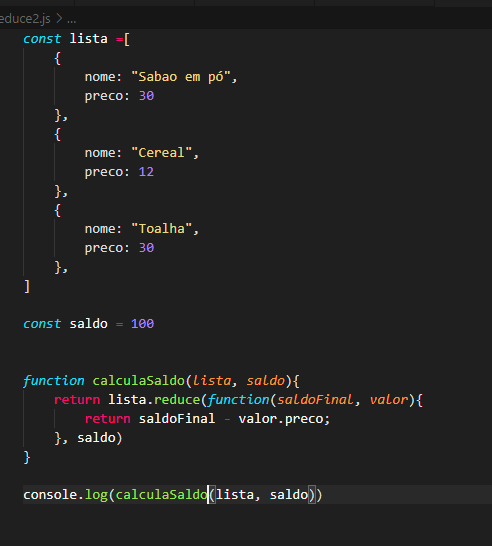 educe2.js > ...
const lista =[
    {
        nome: "Sabao em pó",
        preco: 30
    },
    {
        nome: "Cereal",
        preco: 12
    },
    {
        nome: "Toalha",
        preco: 30
    },
]
const saldo = 100
function calculaSaldo(lista, saldo){
    return lista.reduce(function(saldoFinal, valor){
        return saldoFinal - valor.preco;
    }, saldo)
}
console.log(calculaSaldo(lista, saldo))